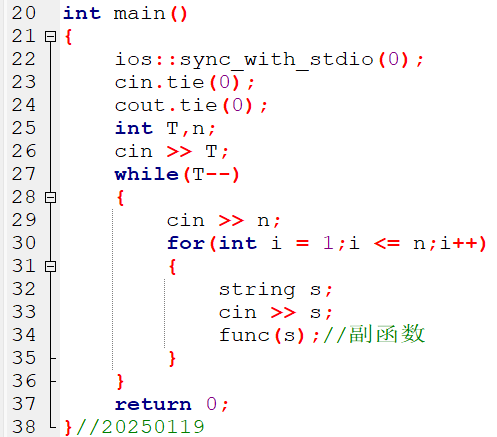 20 int main()
21 {
22     ios::sync_with_stdio(0);
23     cin.tie(0);
24     cout.tie(0);
25     int T,n;
26     cin >> T;
27     while(T--)
28     {
29         cin >> n;
30         for(int i = 1;i <= n;i++)
31         {
32             string s;
33             cin >> s;
34             func(s);//副函数
35         }
36     }
37     return 0;
38 }//20250119